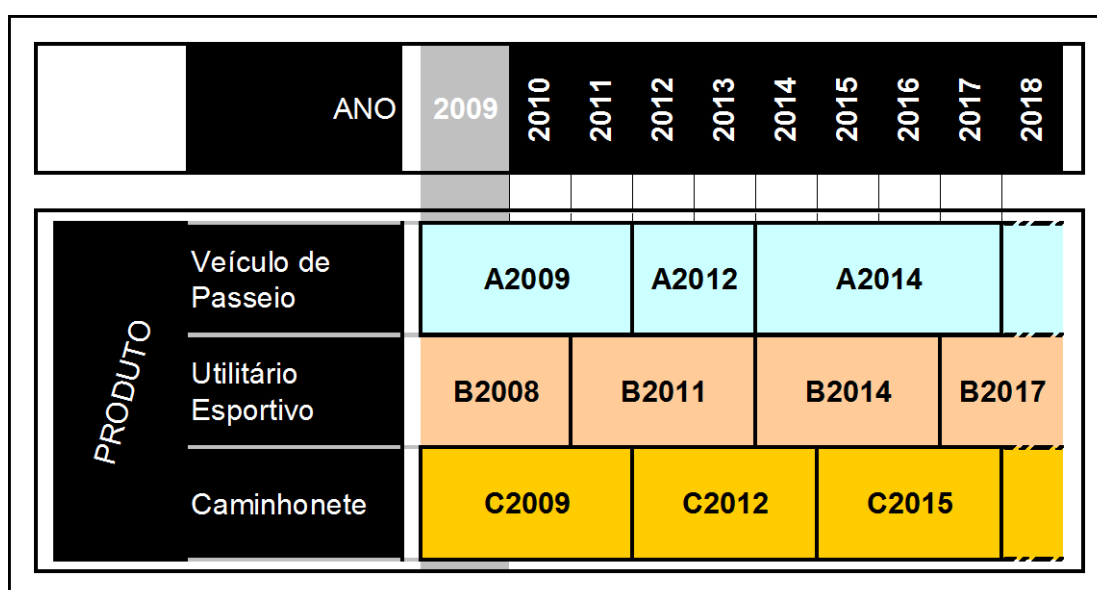 ANO 2009 2010 2011 2012 2013 2014 2015 2016 2017 2018
PRODUTO
Veículo de
Passeio
A2009 A2012 A2014
Utilitário
Esportivo
B2008 B2011 B2014 B2017
Caminhonete C2009 C2012 C2015